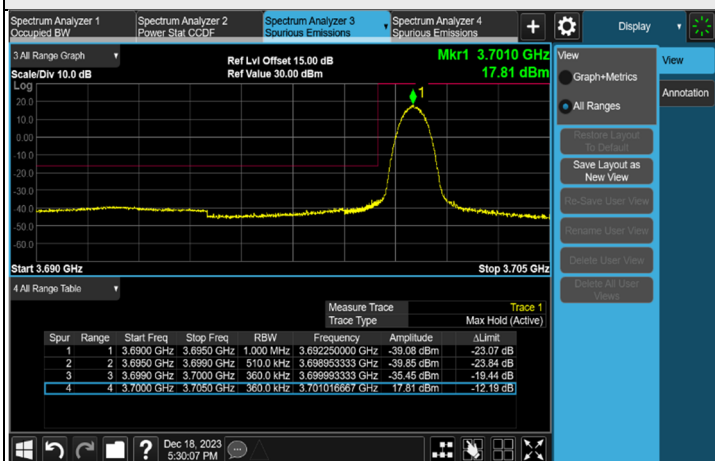 Spectrum Analyzer 1
Occupied BW
Spectrum Analyzer 2
Power Stat CCDF
Spectrum Analyzer 3
Spurious Emissions
Spectrum Analyzer 4
Spurious Emissions
+
Display
3 All Range Graph
Ref Lvl Offset 15.00 dB
Mkr1 3.7010 GHz
Scale/Div 10.0 dB
Ref Value 30.00 dBm
17.81 dBm
Log
1
20.0
10.0
0.00
-10.0
-20.0
-30.0
-40.0
-50.0
-60.0
Start 3.690 GHz
Stop 3.705 GHz
4 All Range Table
Measure Trace Trace 1
Trace Type Max Hold (Active)
Spur Range Start Freq Stop Freq RBW Frequency Amplitude ΔLimit
1 1 3.6900 GHz 3.6950 GHz 1.000 MHz 3.692250000 GHz -39.08 dBm -23.07 dB
2 2 3.6950 GHz 3.6990 GHz 510.0 kHz 3.698953333 GHz -39.85 dBm -23.84 dB
3 3 3.6990 GHz 3.7000 GHz 360.0 kHz 3.699993333 GHz -35.45 dBm -19.44 dB
4 4 3.7000 GHz 3.7050 GHz 360.0 kHz 3.701016667 GHz 17.81 dBm -12.19 dB
View
Graph+Metrics
All Ranges
Restore Layout
To Default
Save Layout as
New View
Re-Save User View
Rename User View
Delete User View
Delete All User
Views
View
Annotation
?
Dec 18, 2023
5:30:07 PM